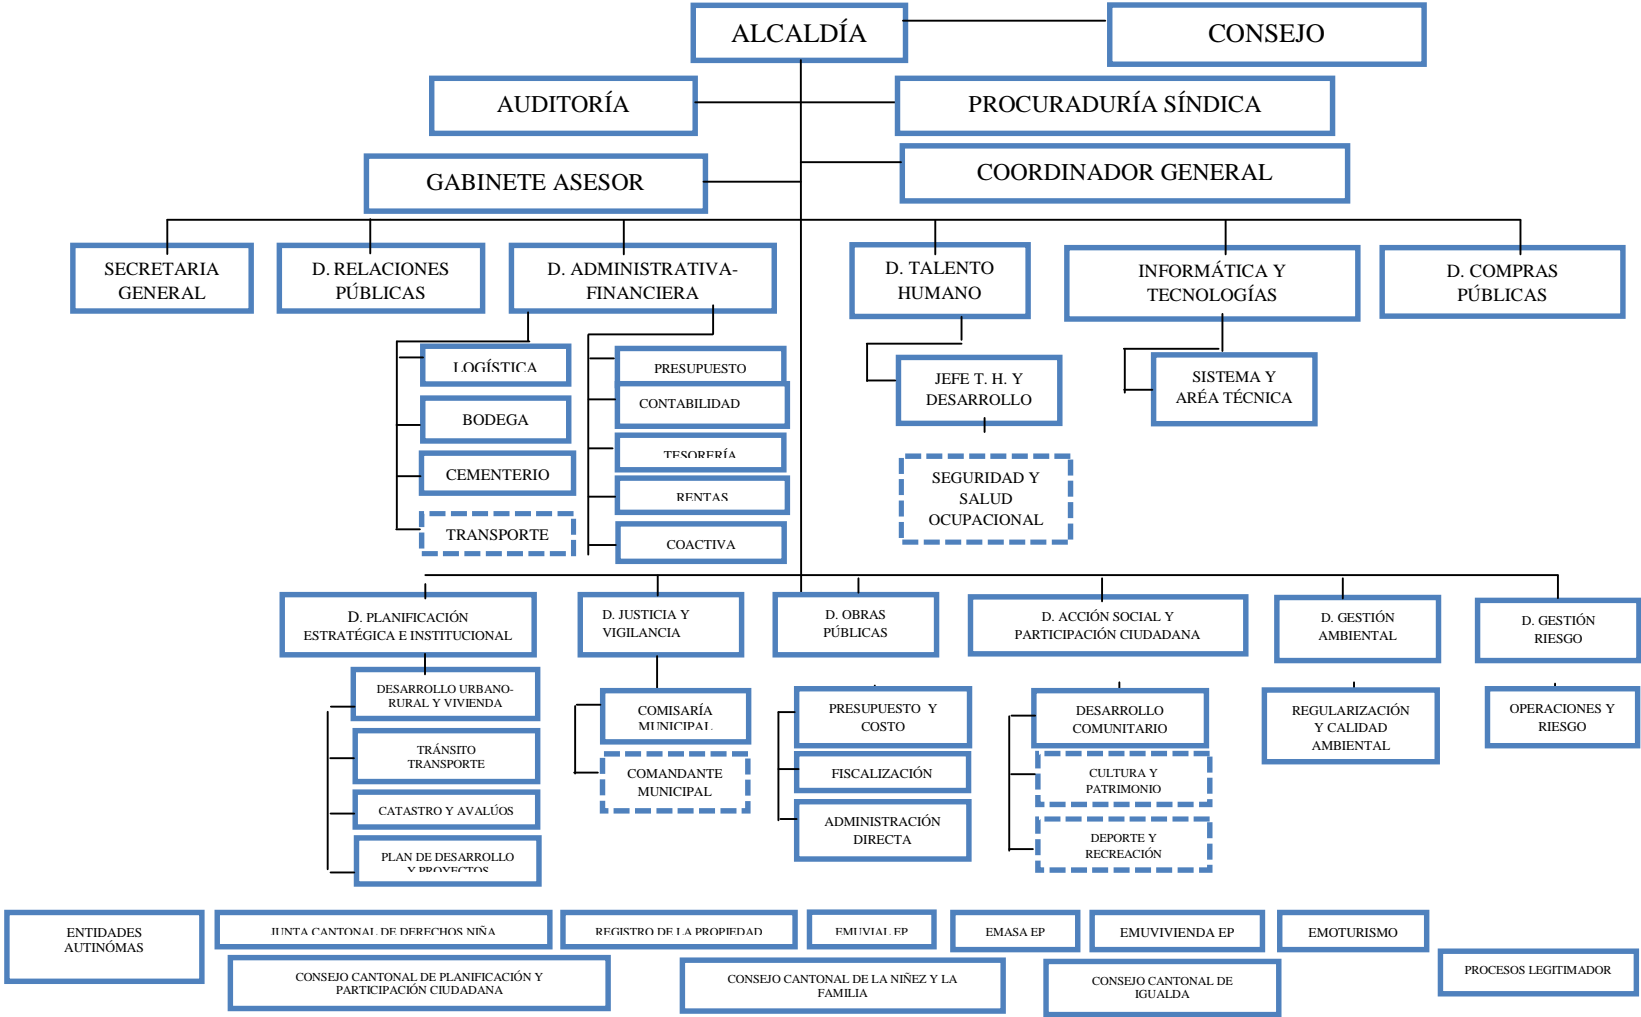 ALCALDÍA
CONSEJO
AUDITORÍA
PROCURADURÍA SÍNDICA
GABINETE ASESOR
COORDINADOR GENERAL
SECRETARIA
GENERAL
D. RELACIONES
PÚBLICAS
D. ADMINISTRATIVA-
FINANCIERA
D. TALENTO
HUMANO
INFORMÁTICA Y
TECNOLOGÍAS
D. COMPRAS
PÚBLICAS
LOGÍSTICA
BODEGA
CEMENTERIO
TRANSPORTE
PRESUPUESTO
CONTABILIDAD
TESORERÍA
RENTAS
COACTIVA
JEFE T. H. Y
DESARROLLO
SEGURIDAD Y
SALUD
OCUPACIONAL
SISTEMA Y
ARÉA TÉCNICA
D. PLANIFICACIÓN
ESTRATÉGICA E INSTITUCIONAL
D. JUSTICIA Y
VIGILANCIA
D. OBRAS
PÚBLICAS
D. ACCIÓN SOCIAL Y
PARTICIPACIÓN CIUDADANA
D. GESTIÓN
AMBIENTAL
D. GESTIÓN
RIESGO
DESARROLLO URBANO-
RURAL Y VIVIENDA
TRÁNSITO
TRANSPORTE
CATASTRO Y AVALÚOS
PLAN DE DESARROLLO
Y PROYECTOS
COMISARÍA
MUNICIPAL
COMANDANTE
MUNICIPAL
PRESUPUESTO Y
COSTO
FISCALIZACIÓN
ADMINISTRACIÓN
DIRECTA
DESARROLLO
COMUNITARIO
CULTURA Y
PATRIMONIO
DEPORTE Y
RECREACIÓN
REGULARIZACIÓN
Y CALIDAD
AMBIENTAL
OPERACIONES Y
RIESGO
ENTIDADES
AUTINÓMAS
JUNTA CANTONAL DE DERECHOS NIÑA
REGISTRO DE LA PROPIEDAD
EMUVIAL EP
EMASA EP
EMUVIVIENDA EP
EMOTURISMO
CONSEJO CANTONAL DE PLANIFICACIÓN Y
PARTICIPACIÓN CIUDADANA
CONSEJO CANTONAL DE LA NIÑEZ Y LA
FAMILIA
CONSEJO CANTONAL DE
IGUALDA
PROCESOS LEGITIMADOR